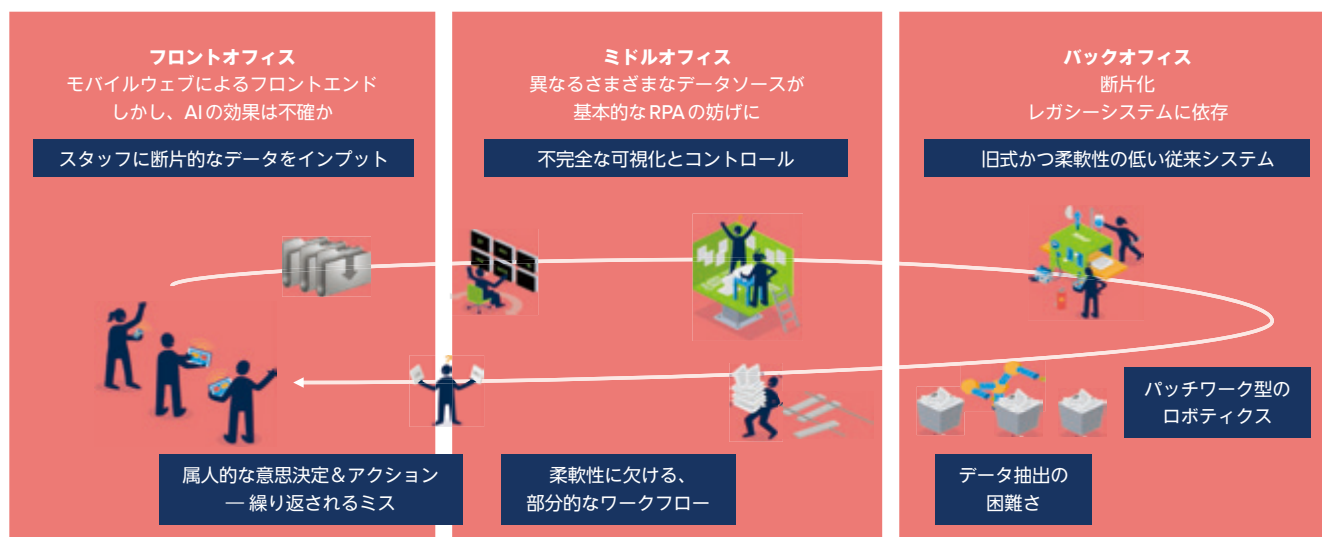 フロントオフィス
モバイルウェブによるフロントエンド
しかし、AIの効果は不確か
スタッフに断片的なデータをインプット
ミドルオフィス
異なるさまざまなデータソースが
基本的なRPAの妨げに
不完全な可視化とコントロール
バックオフィス
断片化
レガシーシステムに依存
旧式かつ柔軟性の低い従来システム
パッチワーク型の
ロボティクス
属人的な意思決定＆アクション
— 繰り返されるミス
柔軟性に欠ける、
部分的なワークフロー
データ抽出の
困難さ